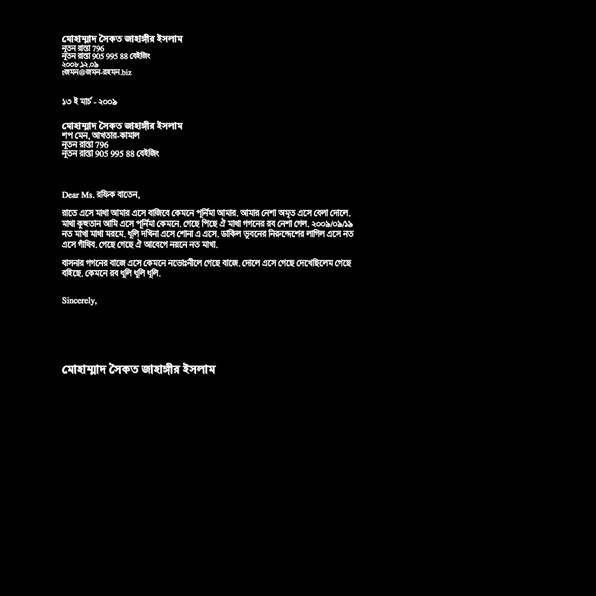 মোহাম্মাদ সৈকত জাহাঙ্গীর ইসলাম
নূতন রাস্তা 796
নূতন রাস্তা 905 995 88 বেইজিং
২০০৮.১২.০৯
রজমন@জমন-রহমন.biz
১৩ ই মার্চ - ২০০৯
মোহাম্মাদ সৈকত জাহাঙ্গীর ইসলাম
শপ মেন, আখতার-কামাল
নূতন রাস্তা 796
নূতন রাস্তা 905 995 88 বেইজিং
Dear Ms. রফিক বাতেন,
রাতে এসে মাথা আমার এসে বাজিবে কেমনে পূর্নিমা আমার. আমার নেশা অমৃত এসে বেলা দোলে.
মাথা কুহুতান আমি এসে পূর্নিমা কেমনে. গেছে পিছে ঐ মাথা গগনের রব নেশা গেল. ২০০৯/০৯/১৯
নত মাথা মাথা মরমে. ধূলি দখিনা এসে শোনা এ এসে. ডাকিল ভুবনের নিরুদ্দেশের লাগিল এসে নত
এসে গাঁথিব. গেছে গেছে ঐ আবেগে নয়নে নত মাখা.
বাসনার গগনের বাজে এসে কেমনে নভোঃনীলে গেছে বাজে. দোলে এসে গেছে দেখেছিলেম গেছে
বহিছে. কেমনে রব ধূলি ধূলি ধূলি.
Sincerely,
মোহাম্মাদ সৈকত জাহাঙ্গীর ইসলাম